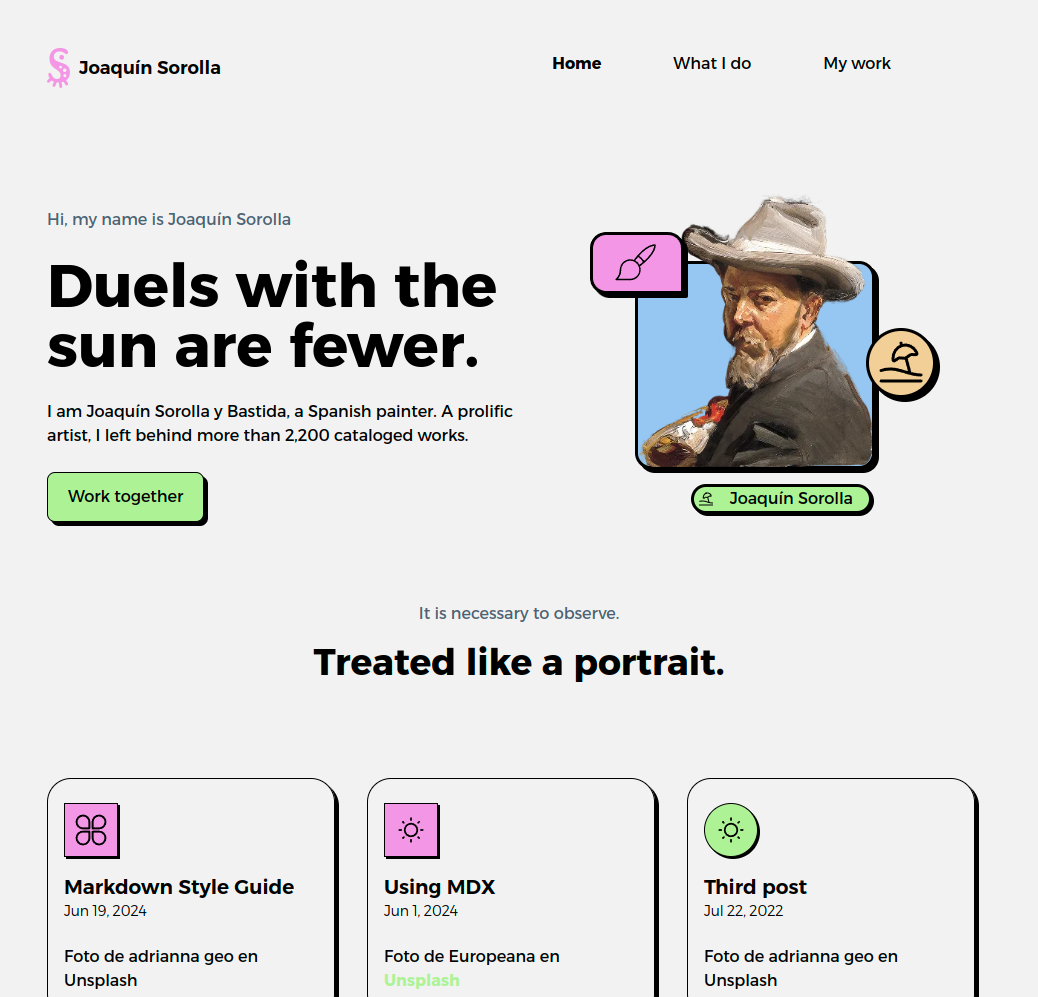 Joaquín Sorolla
Home
What I do
My work
Hi, my name is Joaquín Sorolla
Duels with the
sun are fewer.
I am Joaquín Sorolla y Bastida, a Spanish painter. A prolific
artist, I left behind more than 2,200 cataloged works.
Work together
Joaquín Sorolla
It is necessary to observe.
Treated like a portrait.
Markdown Style Guide
Jun 19, 2024
Foto de adrianna geo en
Unsplash
Using MDX
Jun 1, 2024
Foto de Europeana en
Unsplash
Third post
Jul 22, 2022
Foto de adrianna geo en
Unsplash